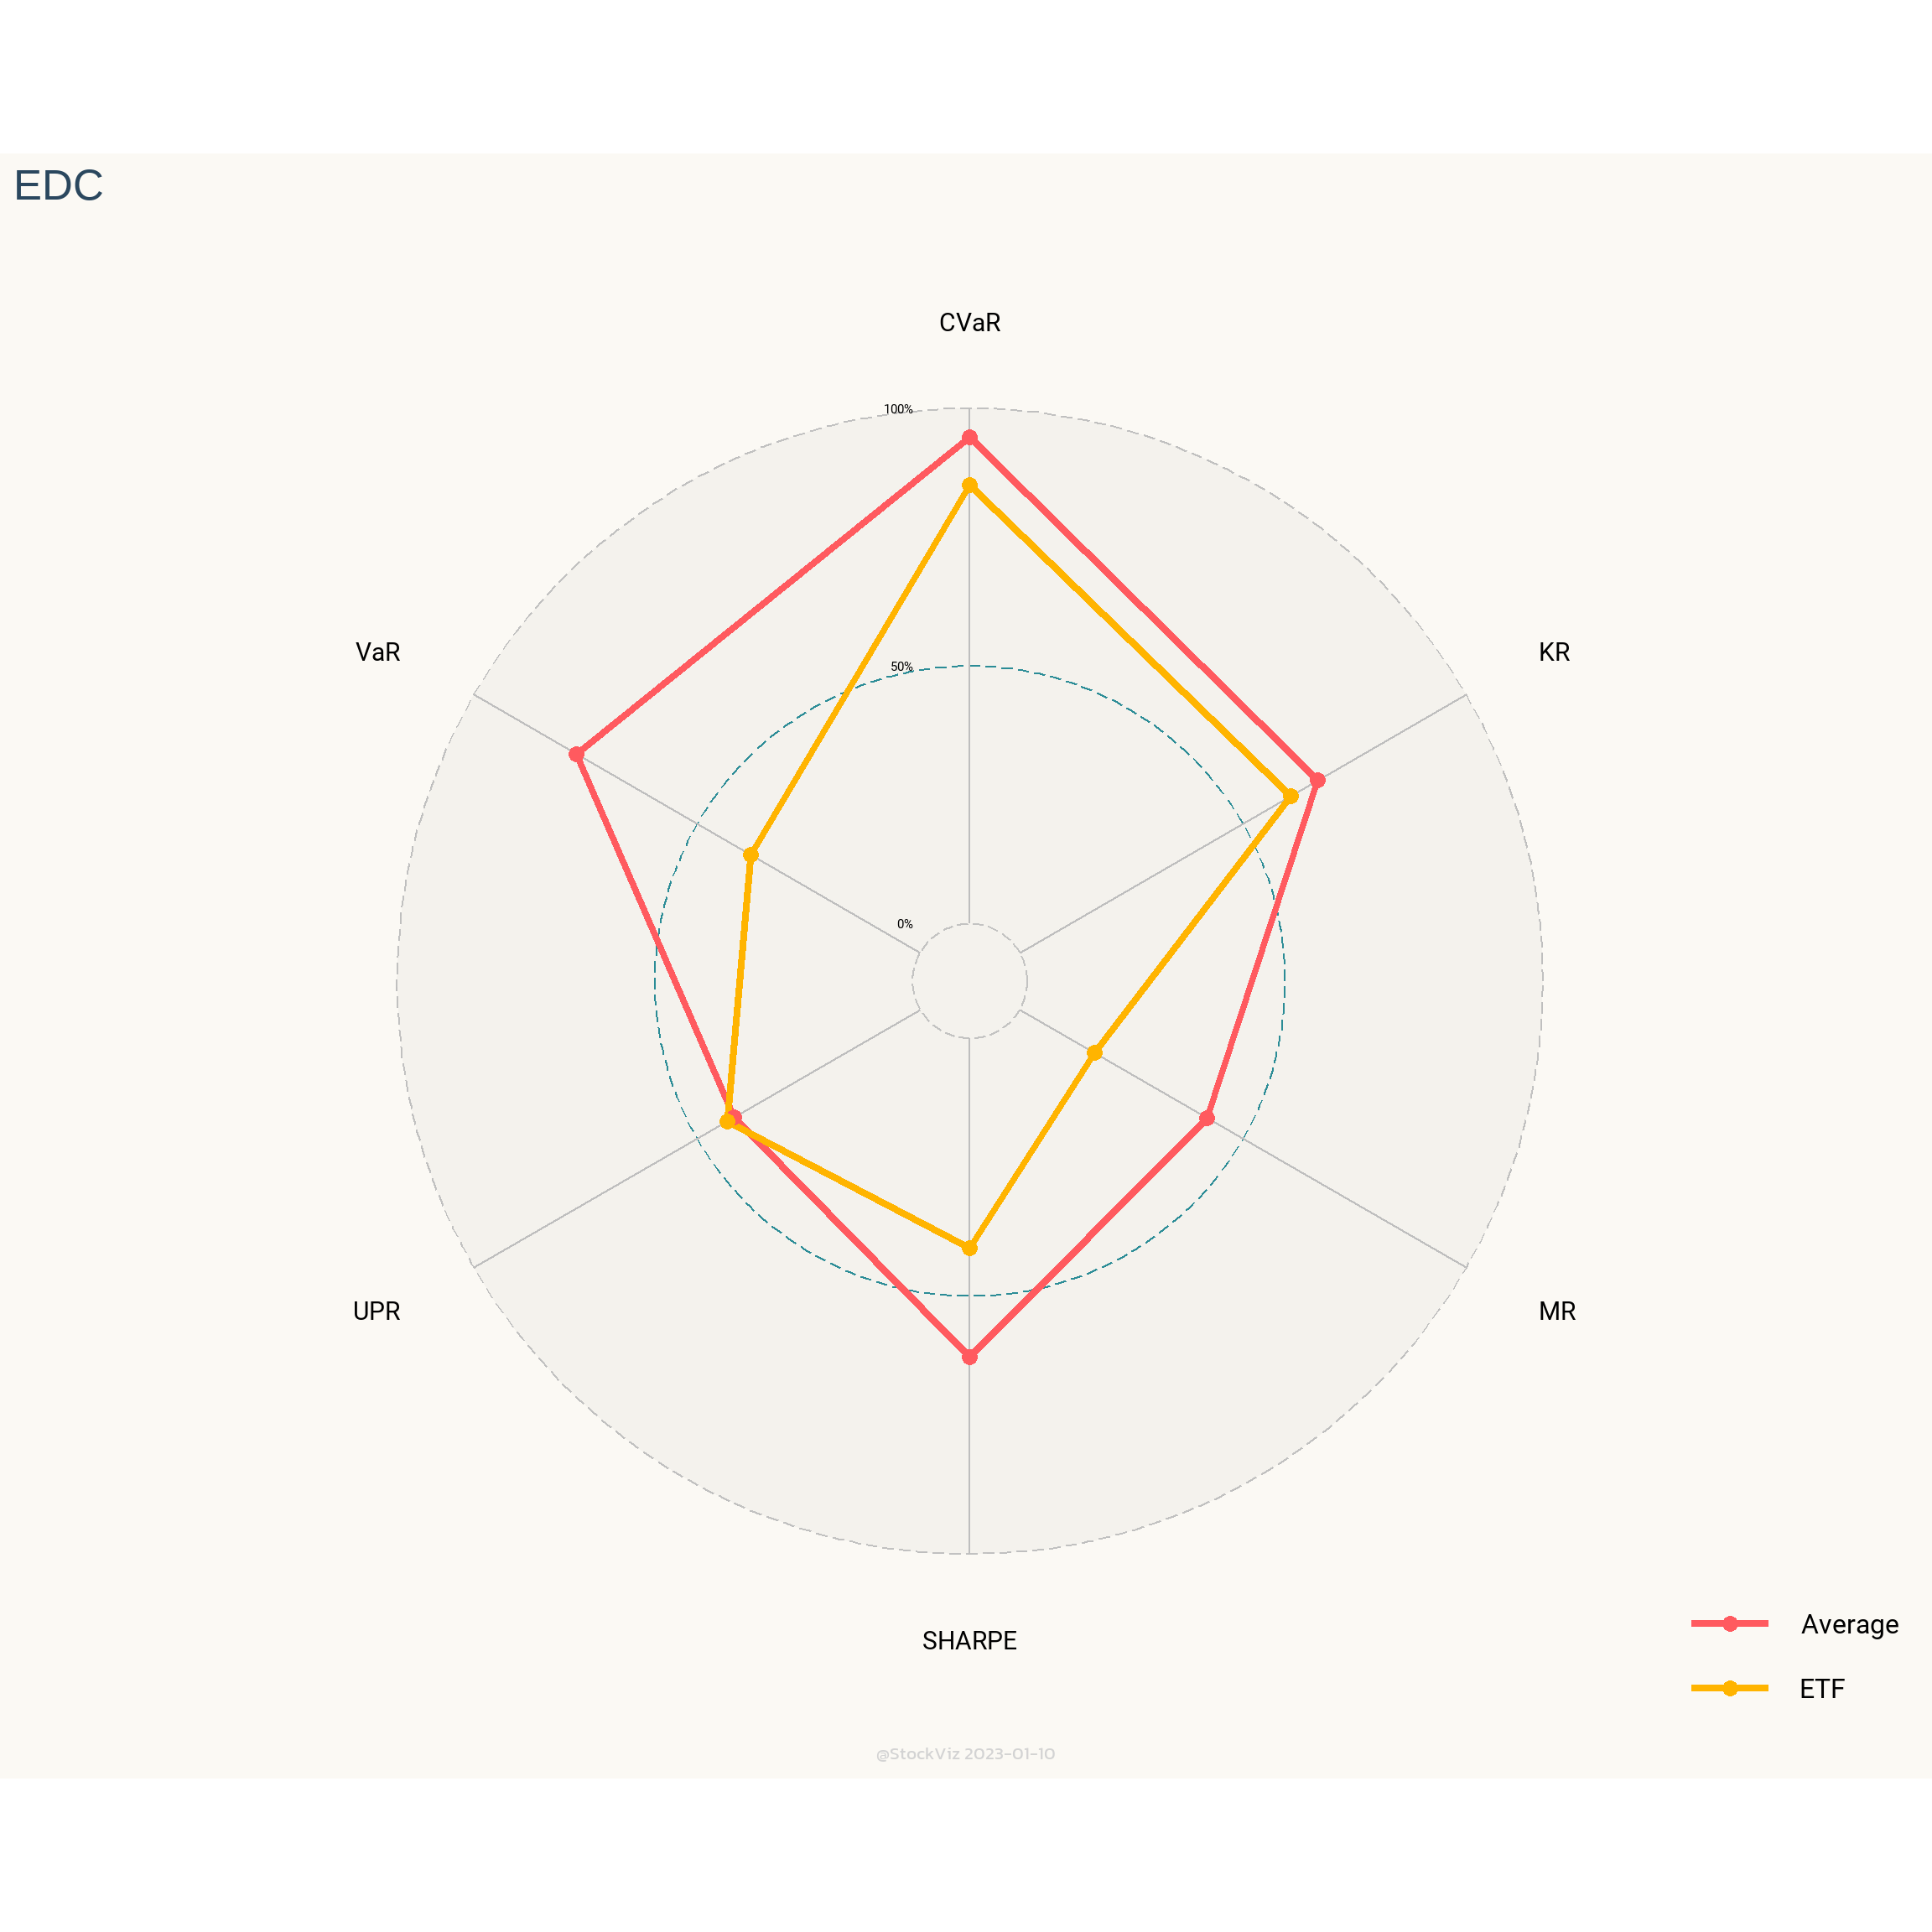 EDC
CVaR
100%
VaR
KR
50%
0%
UPR
MR
SHARPE
Average
ETF
@StockViz 2023-01-10